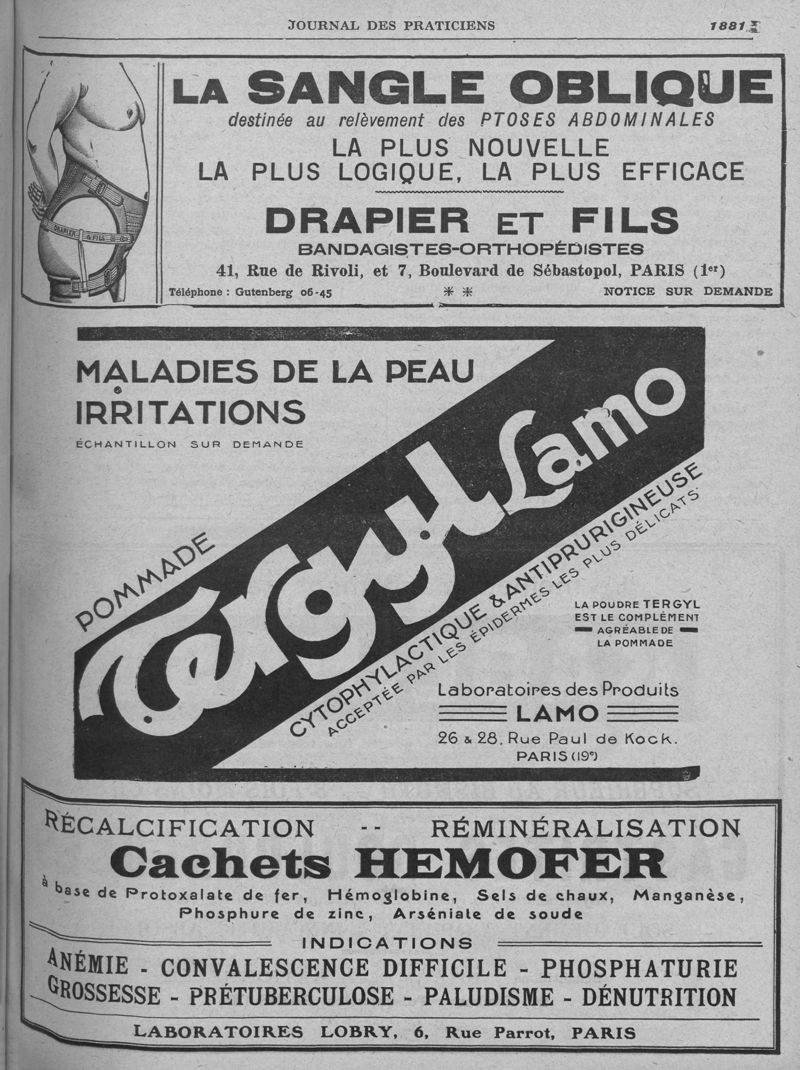 JOURNAL DES PRATICIENS
1881
LA SANGLE OBLIQUE
destinée au relèvement des PTOSES ABDOMINALES
LA PLUS NOUVELLE
LA PLUS LOGIQUE, LA PLUS EFFICACE
DRAPIER ET FILS
BANDAGISTES-ORTHOPÉDISTES
41, Rue de Rivoli, et 7, Boulevard de Sébastopol, PARIS (1er)
Téléphone : Gutenberg 06-45
NOTICE SUR DEMANDE
DRAPIER & FILS
MALADIES DE LA PEAU
&
IRRITATIONS
ÉCHANTILLON SUR DEMANDE
POMMADE
Tergyl Lamo
CYTOPHYLACTIQUE & ANTIPRURIGINEUSE
ACCEPTÉE PAR LES ÉPIDERMES LES PLUS DÉLICATS
LA POUDRE TERGYL
EST LE COMPLÉMENT
AGRÉABLE DE
LA POMMADE
Laboratoires des Produits
LAMO
26 & 28, Rue Paul de Kock.
PARIS (19e)
RÉCALCIFICATION -- RÉMINÉRALISATION
Cachets HEMOFER
à base de Protoxalate de fer, Hémoglobine, Sels de chaux, Manganèse,
Phosphure de zinc, Arséniate de soude
INDICATIONS
ANÉMIE - CONVALESCENCE DIFFICILE - PHOSPHATURIE
GROSSESSE - PRÉTUBERCULOSE - PALUDISME - DÉNUTRITION
LABORATOIRES LOBRY, 6, Rue Parrot, PARIS